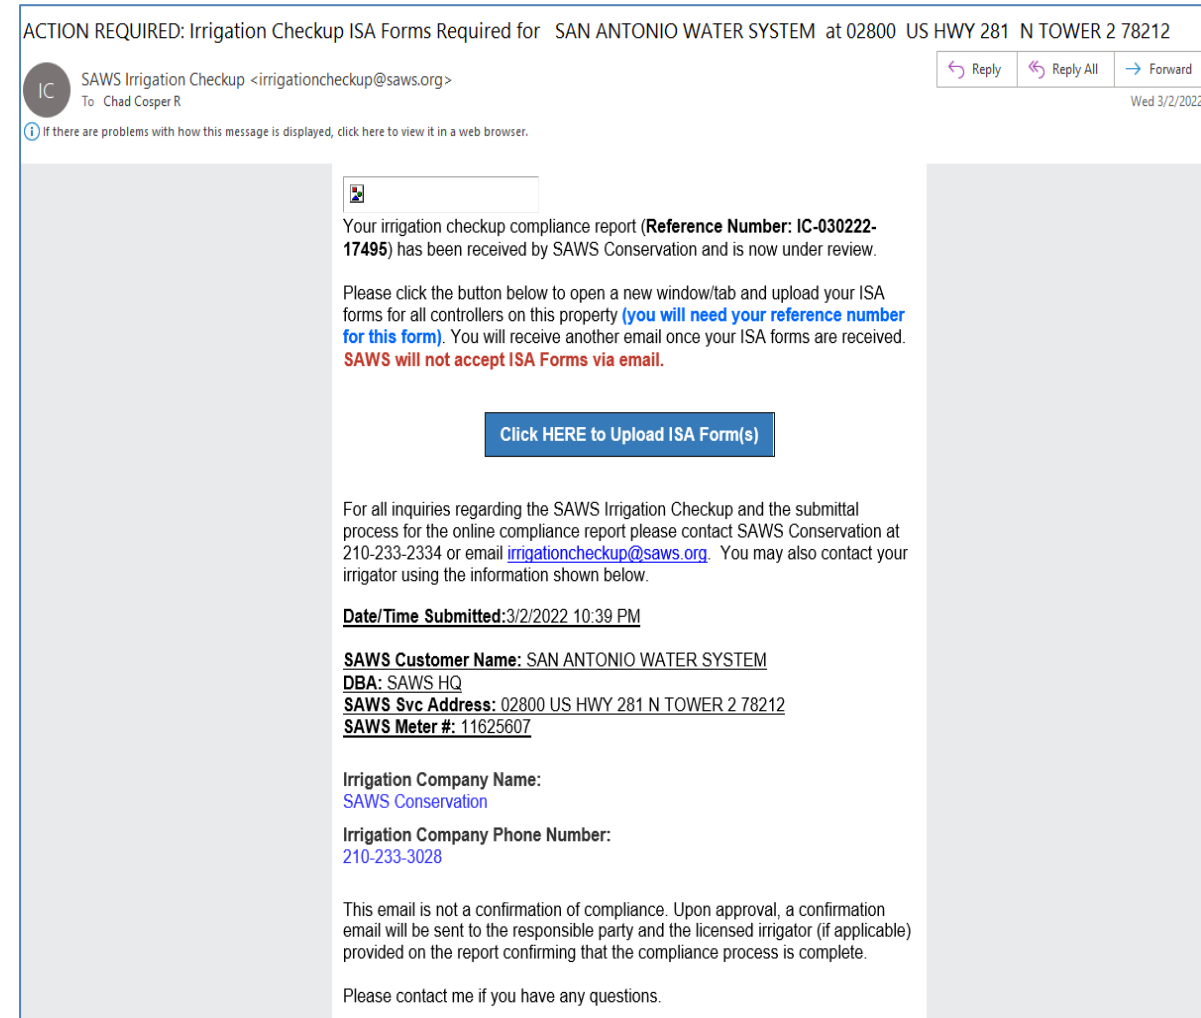 ACTION REQUIRED: Irrigation Checkup ISA Forms Required for SAN ANTONIO WATER SYSTEM at 02800 US HWY 281 N TOWER 2 78212
Reply
Reply All
Forward
IC
SAWS Irrigation Checkup <irrigationcheckup@saws.org>
To Chad Cosper R
Wed 3/2/2022
If there are problems with how this message is displayed, click here to view it in a web browser.
Your irrigation checkup compliance report (Reference Number: IC-030222-
17495) has been received by SAWS Conservation and is now under review.
Please click the button below to open a new window/tab and upload your ISA
forms for all controllers on this property (you will need your reference number
for this form). You will receive another email once your ISA forms are received.
SAWS will not accept ISA Forms via email.
Click HERE to Upload ISA Form(s)
For all inquiries regarding the SAWS Irrigation Checkup and the submittal
process for the online compliance report please contact SAWS Conservation at
210-233-2334 or email irrigationcheckup@saws.org. You may also contact your
irrigator using the information shown below.
Date/Time Submitted:3/2/2022 10:39 PM
SAWS Customer Name: SAN ANTONIO WATER SYSTEM
DBA: SAWS HQ
SAWS Svc Address: 02800 US HWY 281 N TOWER 2 78212
SAWS Meter #: 11625607
Irrigation Company Name:
SAWS Conservation
Irrigation Company Phone Number:
210-233-3028
This email is not a confirmation of compliance. Upon approval, a confirmation
email will be sent to the responsible party and the licensed irrigator (if applicable)
provided on the report confirming that the compliance process is complete.
Please contact me if you have any questions.